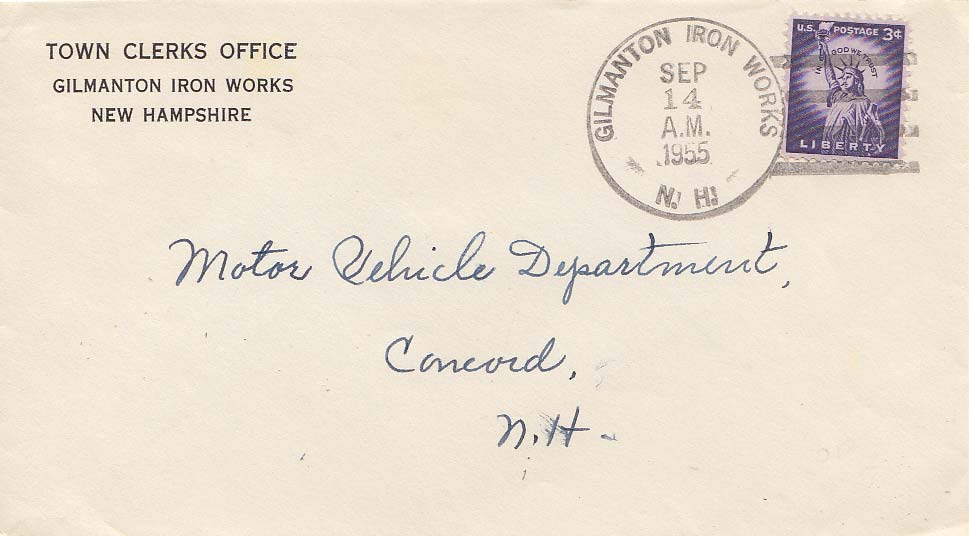 TOWN CLERKS OFFICE
GILMANTON IRON WORKS
NEW HAMPSHIRE
GILMANTON IRON WORKS
SEP
14
A.M.
1955
N. H.
U.S. POSTAGE 3¢
IN GOD WE TRUST
LIBERTY
Motor Vehicle Department,
Concord,
N.H.